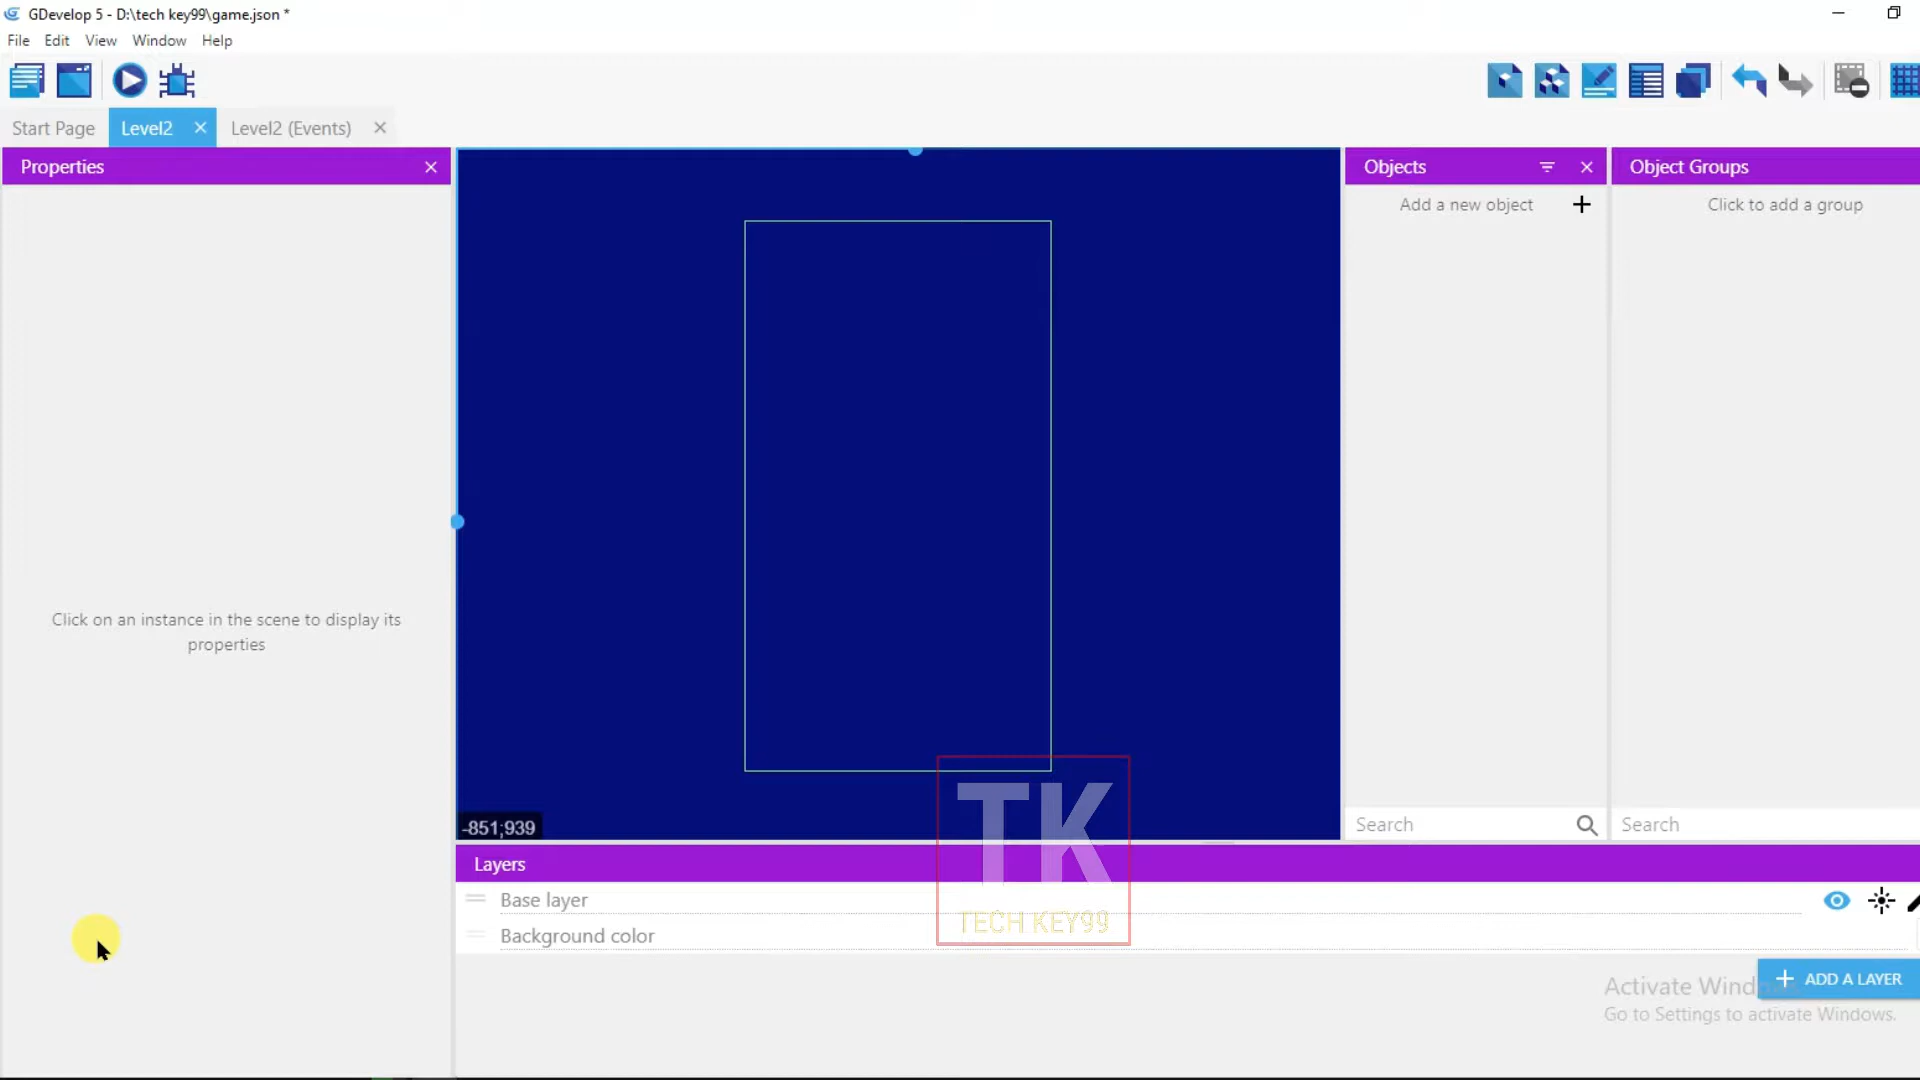 GDevelop 5 - D:\tech key99\game.json *
File Edit View Window Help
Start Page Level2 Level2 (Events)
Properties
Objects
Object Groups
Add a new object
Click to add a group
Click on an instance in the scene to display its
properties
-851;939
Search
Search
Layers
Base layer
Background color
TK
TECH KEY99
ADD A LAYER
Activate Wind
Go to Settings to activate Windows.